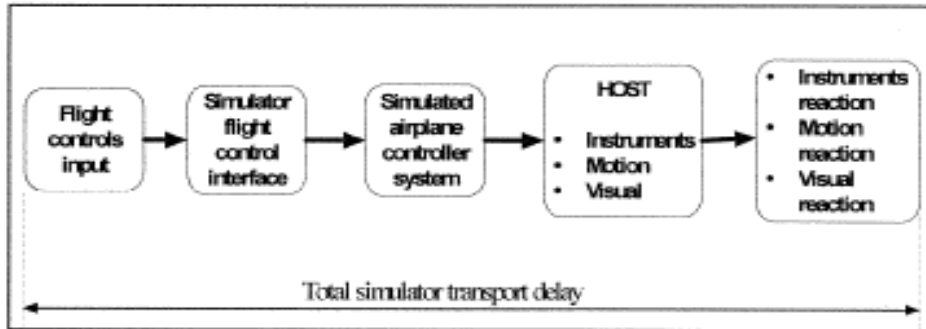 Flight
controls
input
Simulator
flight
control
interface
Simulated
airplane
controller
system
HOST
• Instruments
• Motion
• Visual
• Instruments
reaction
• Motion
reaction
• Visual
reaction
Total simulator transport delay